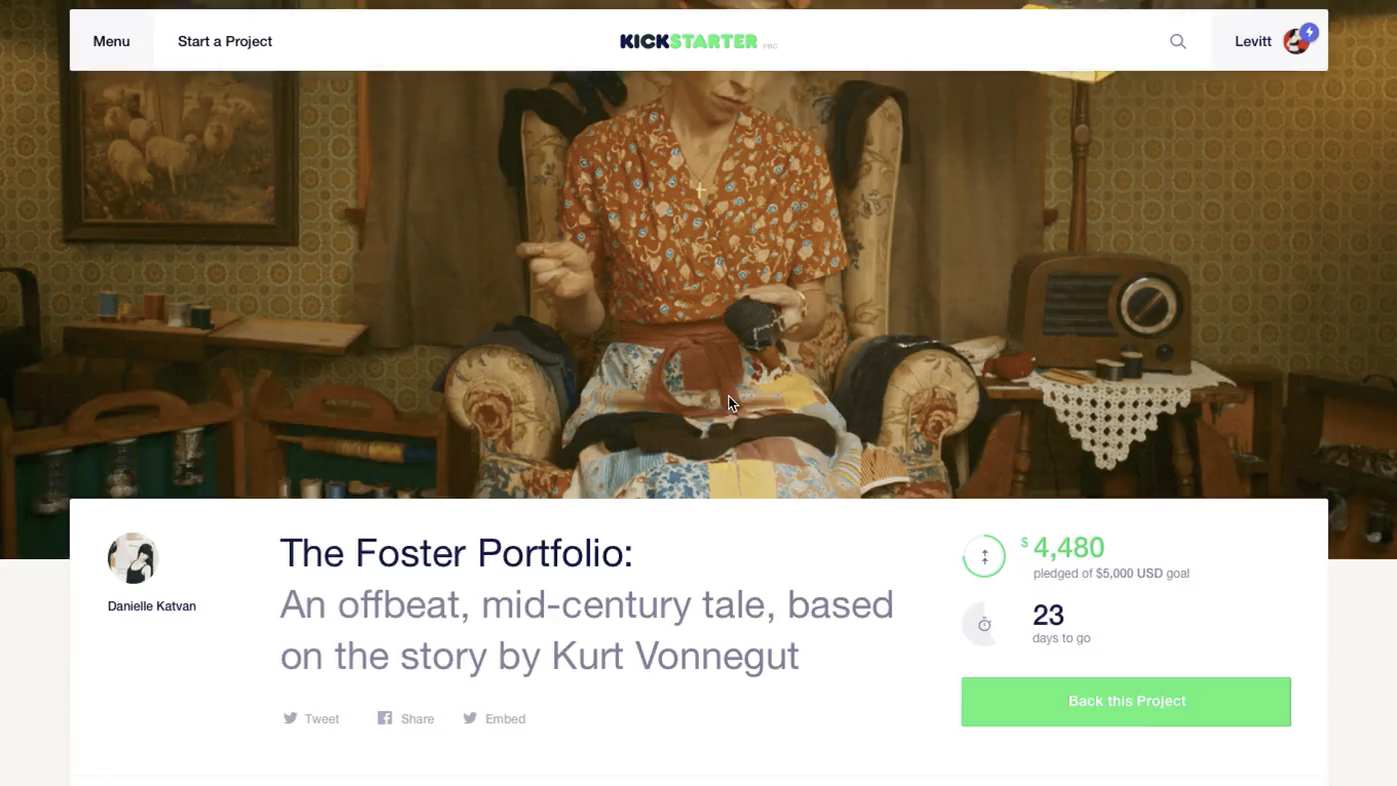 Menu
Start a Project
KICKSTARTER PBC
Levitt
Danielle Katvan
The Foster Portfolio:
An offbeat, mid-century tale, based
on the story by Kurt Vonnegut
Tweet
Share
Embed
$ 4,480
pledged of $5,000 USD goal
23
days to go
Back this Project